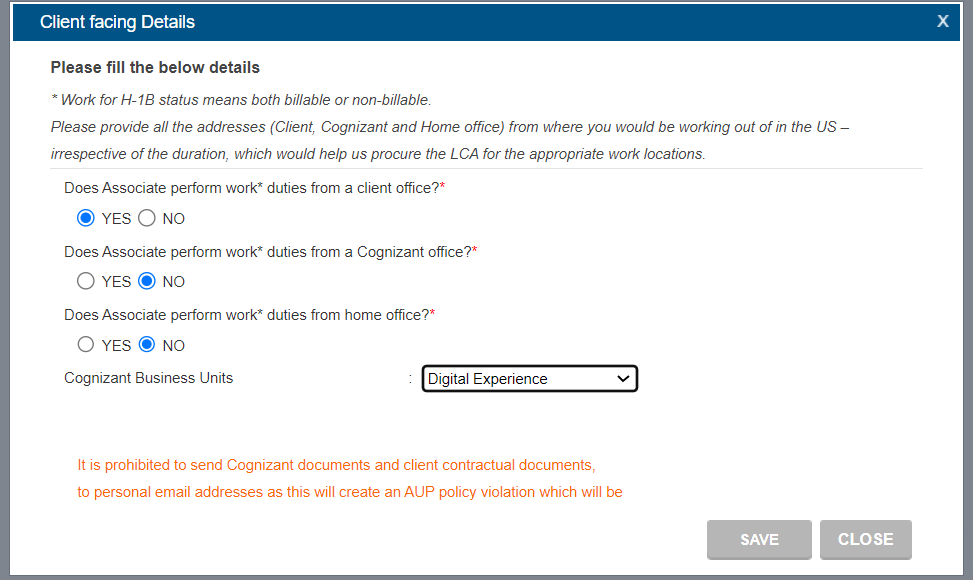 Client facing Details X
Please fill the below details
* Work for H-1B status means both billable or non-billable.
Please provide all the addresses (Client, Cognizant and Home office) from where you would be working out of in the US –
irrespective of the duration, which would help us procure the LCA for the appropriate work locations.
Does Associate perform work* duties from a client office?*
YES NO
Does Associate perform work* duties from a Cognizant office?*
YES NO
Does Associate perform work* duties from home office?*
YES NO
Cognizant Business Units : Digital Experience
It is prohibited to send Cognizant documents and client contractual documents,
to personal email addresses as this will create an AUP policy violation which will be
SAVE CLOSE